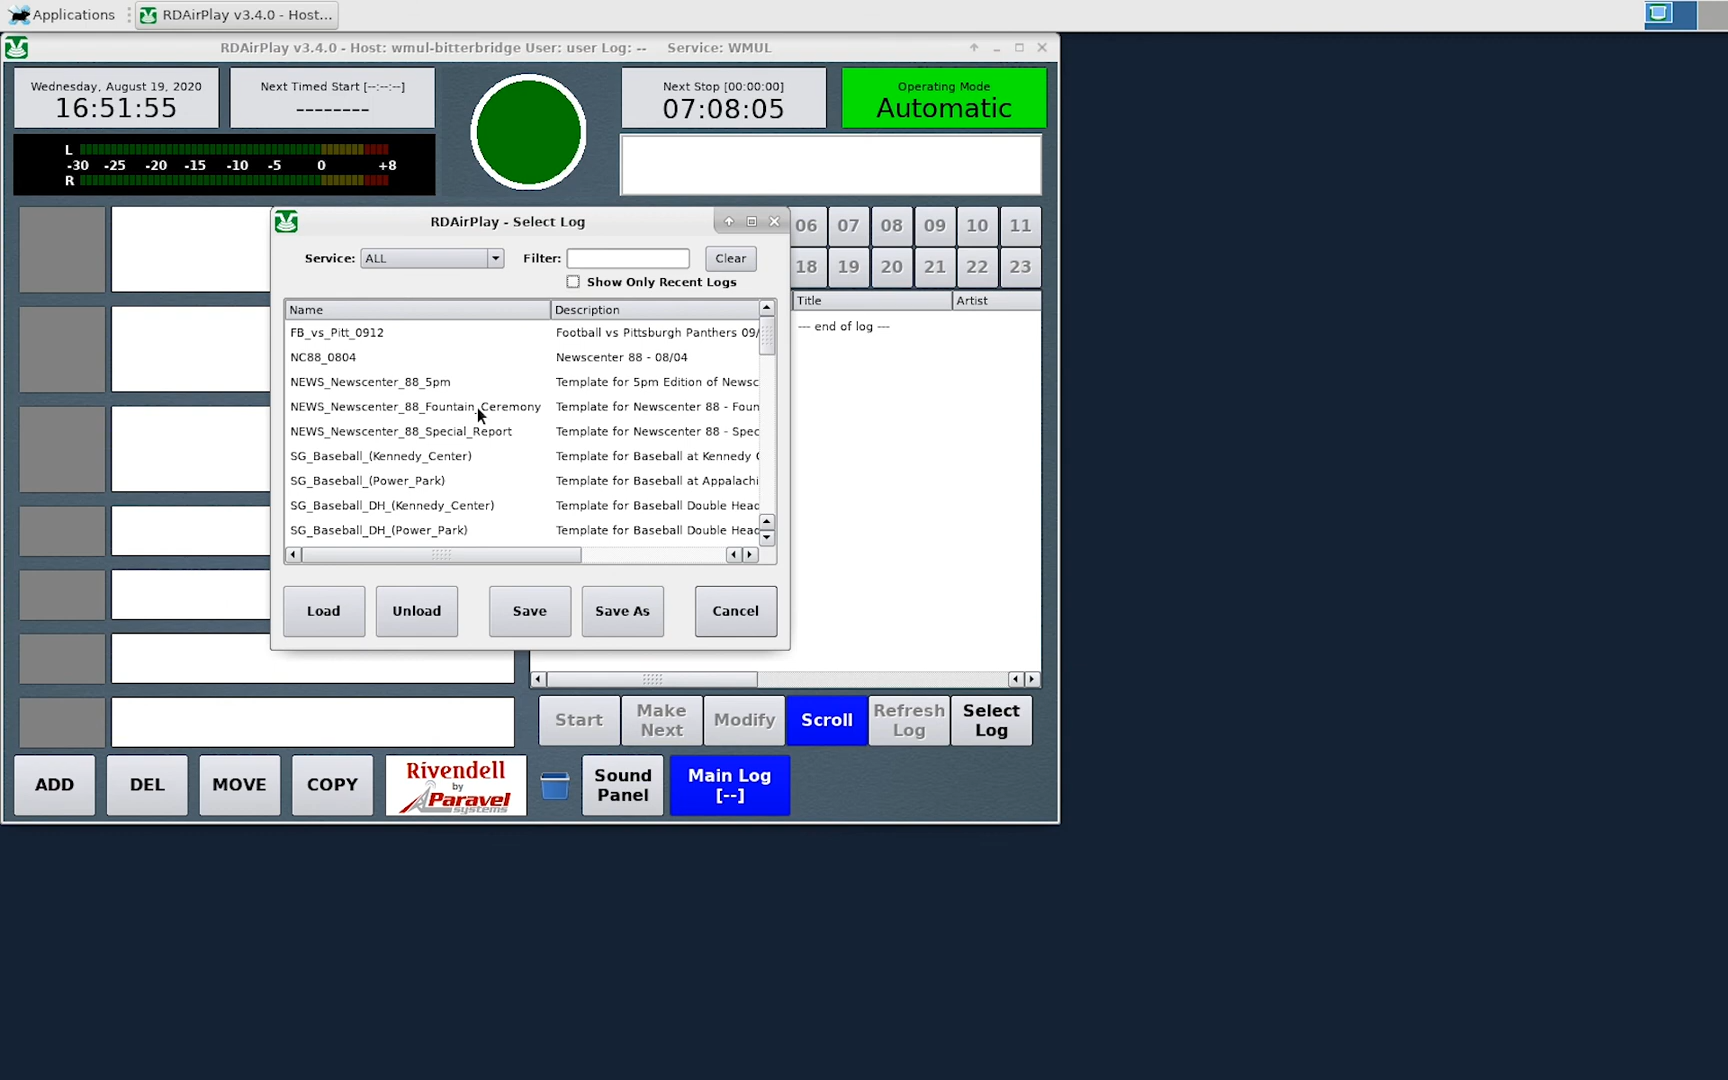 Applications
RDAirPlay v3.4.0 - Host...
RDAirPlay v3.4.0 - Host: wmul-bitterbridge User: user Log: -- Service: WMUL
Wednesday, August 19, 2020
16:51:55
Next Timed Start [--:--:--]
--------
Next Stop [00:00:00]
07:08:05
Operating Mode
Automatic
L
-30 -25 -20 -15 -10 -5 0 +8
R
RDAirPlay - Select Log
06 07 08 09 10 11
18 19 20 21 22 23
Service: ALL Filter: Clear
Show Only Recent Logs
Name Description
FB_vs_Pitt_0912 Football vs Pittsburgh Panthers 09/
NC88_0804 Newscenter 88 - 08/04
NEWS_Newscenter_88_5pm Template for 5pm Edition of Newsc
NEWS_Newscenter_88_Fountain_Ceremony Template for Newscenter 88 - Foun
NEWS_Newscenter_88_Special_Report Template for Newscenter 88 - Spec
SG_Baseball_(Kennedy_Center) Template for Baseball at Kennedy C
SG_Baseball_(Power_Park) Template for Baseball at Appalachi
SG_Baseball_DH_(Kennedy_Center) Template for Baseball Double Head
SG_Baseball_DH_(Power_Park) Template for Baseball Double Head
Load Unload Save Save As Cancel
Title Artist
--- end of log ---
Start Make Next Modify Scroll Refresh Log Select Log
ADD DEL MOVE COPY
Rivendell
by
Paravel
systems
Sound Panel
Main Log
[--]